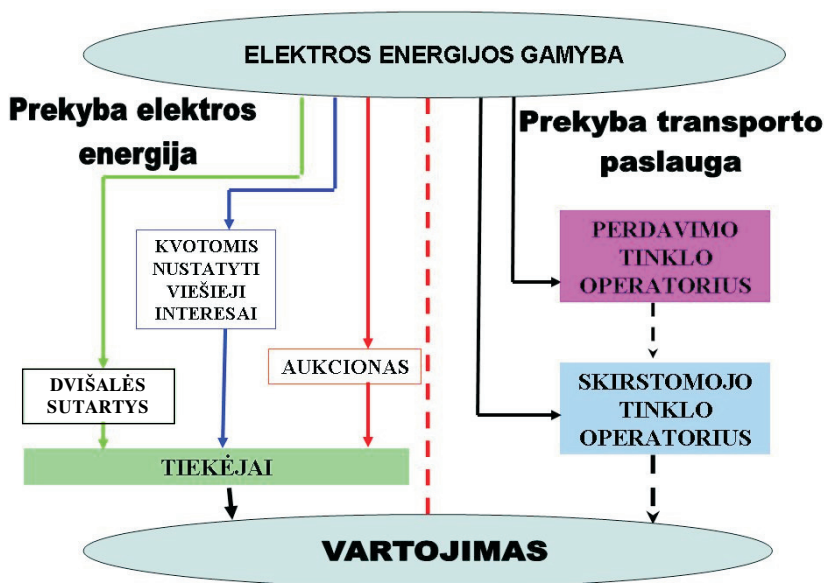 ELEKTROS ENERGIJOS GAMYBA
Prekyba elektros
energija
Prekyba transporto
paslauga
KVOTOMIS
NUSTATYTI
VIEŠIEJI
INTERESAI
PERDAVIMO
TINKLO
OPERATORIUS
AUKCIONAS
DVIŠALĖS
SUTARTYS
SKIRSTOMOJO
TINKLO
OPERATORIUS
TIEKĖJAI
VARTOJIMAS